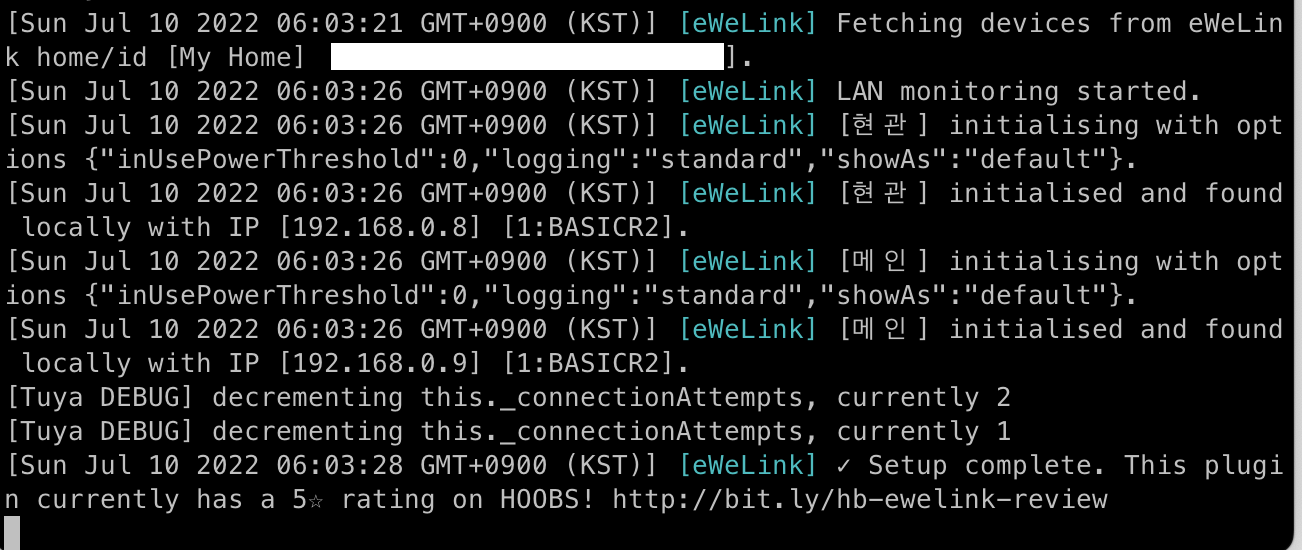 [Sun Jul 10 2022 06:03:21 GMT+0900 (KST)] [eWeLink] Fetching devices from eWeLin
k home/id [My Home] ].
[Sun Jul 10 2022 06:03:26 GMT+0900 (KST)] [eWeLink] LAN monitoring started.
[Sun Jul 10 2022 06:03:26 GMT+0900 (KST)] [eWeLink] [현관] initialising with opt
ions {"inUsePowerThreshold":0,"logging":"standard","showAs":"default"}.
[Sun Jul 10 2022 06:03:26 GMT+0900 (KST)] [eWeLink] [현관] initialised and found
 locally with IP [192.168.0.8] [1:BASICR2].
[Sun Jul 10 2022 06:03:26 GMT+0900 (KST)] [eWeLink] [메인] initialising with opt
ions {"inUsePowerThreshold":0,"logging":"standard","showAs":"default"}.
[Sun Jul 10 2022 06:03:26 GMT+0900 (KST)] [eWeLink] [메인] initialised and found
 locally with IP [192.168.0.9] [1:BASICR2].
[Tuya DEBUG] decrementing this._connectionAttempts, currently 2
[Tuya DEBUG] decrementing this._connectionAttempts, currently 1
[Sun Jul 10 2022 06:03:28 GMT+0900 (KST)] [eWeLink] ✓ Setup complete. This plugi
n currently has a 5☆ rating on HOOBS! http://bit.ly/hb-ewelink-review